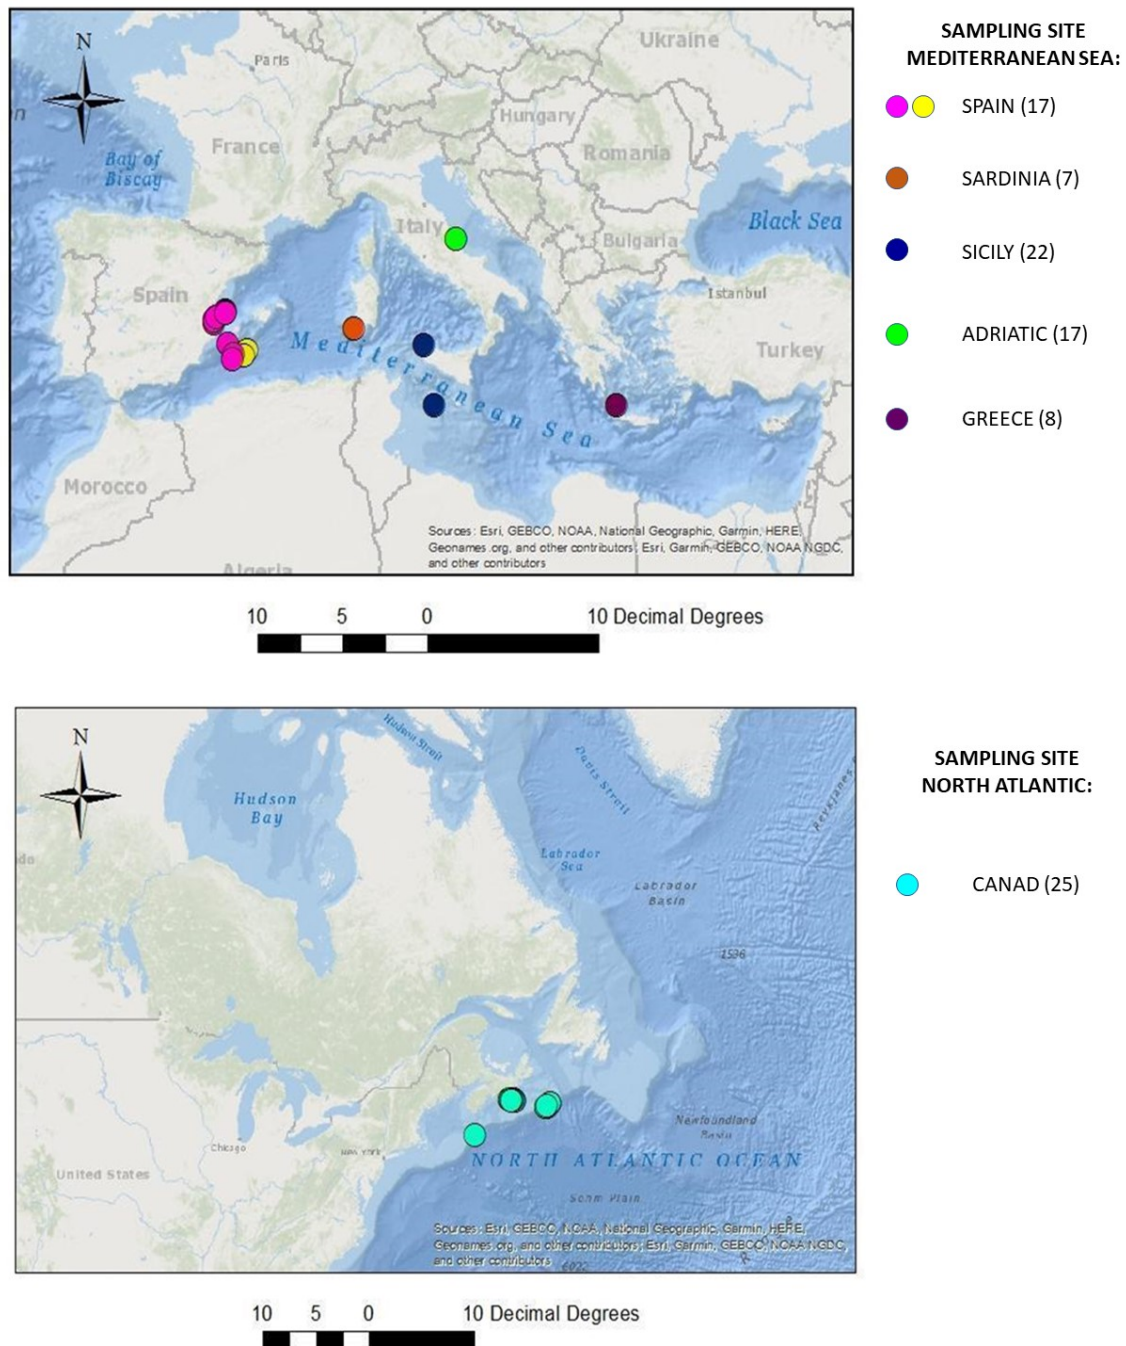 SAMPLING SITE
MEDITERRANEAN SEA:
SPAIN (17)
SARDINIA (7)
SICILY (22)
ADRIATIC (17)
GREECE (8)
N
Paris
Ukraine
Hungary
France
Romania
Bay of
Biscay
Italy
Black Sea
Bulgaria
Spain
Istanbul
Mediterranean Sea
Turkey
Morocco
Sources: Esri, GEBCO, NOAA, National Geographic, Garmin, HERE,
Geonames.org, and other contributors; Esri, Garmin, GEBCO, NOAA NGDC,
and other contributors
Algeria
10 5 0 10 Decimal Degrees
SAMPLING SITE
NORTH ATLANTIC:
CANAD (25)
N
Hudson Strait
Davis Strait
Hudson
Bay
Labrador
Sea
Labrador
Basin
1536
Newfoundland
Basin
Chicago
New York
United States
NORTH ATLANTIC OCEAN
Sohm Plain
Sources: Esri, GEBCO, NOAA, National Geographic, Garmin, HERE,
Geonames.org, and other contributors; Esri, Garmin, GEBCO, NOAA NGDC,
and other contributors
6022
10 5 0 10 Decimal Degrees